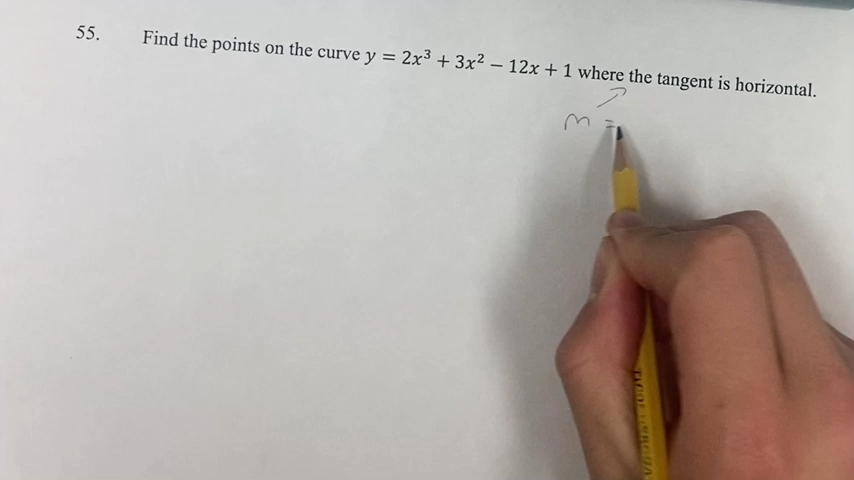 55. Find the points on the curve y = 2x³ + 3x² − 12x + 1 where the tangent is horizontal.
m =